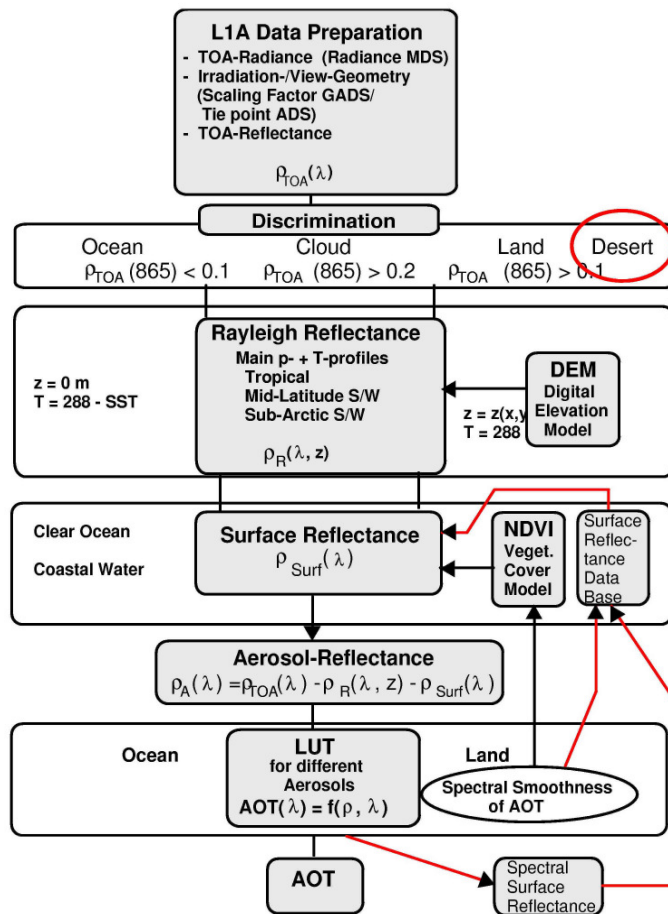 L1A Data Preparation
- TOA-Radiance (Radiance MDS)
- Irradiation-/View-Geometry
(Scaling Factor GADS/
Tie point ADS)
- TOA-Reflectance
ρTOA(λ)
Discrimination
Ocean Cloud Land Desert
ρTOA (865) < 0.1 ρTOA (865) > 0.2 ρTOA (865) > 0.1
Rayleigh Reflectance
Main p- + T-profiles
Tropical
Mid-Latitude S/W
Sub-Arctic S/W
ρR(λ, z)
z = 0 m
T = 288 - SST
z = z(x,y
T = 288
DEM
Digital
Elevation
Model
Clear Ocean
Coastal Water
Surface Reflectance
ρSurf(λ)
NDVI
Veget.
Cover
Model
Surface
Reflec-
tance
Data
Base
Aerosol-Reflectance
ρA(λ) =ρTOA(λ) -ρR(λ, z) -ρSurf(λ)
Ocean
LUT
for different
Aerosols
AOT(λ) = f(ρ, λ)
Land
Spectral Smoothness
of AOT
AOT
Spectral
Surface
Reflectance